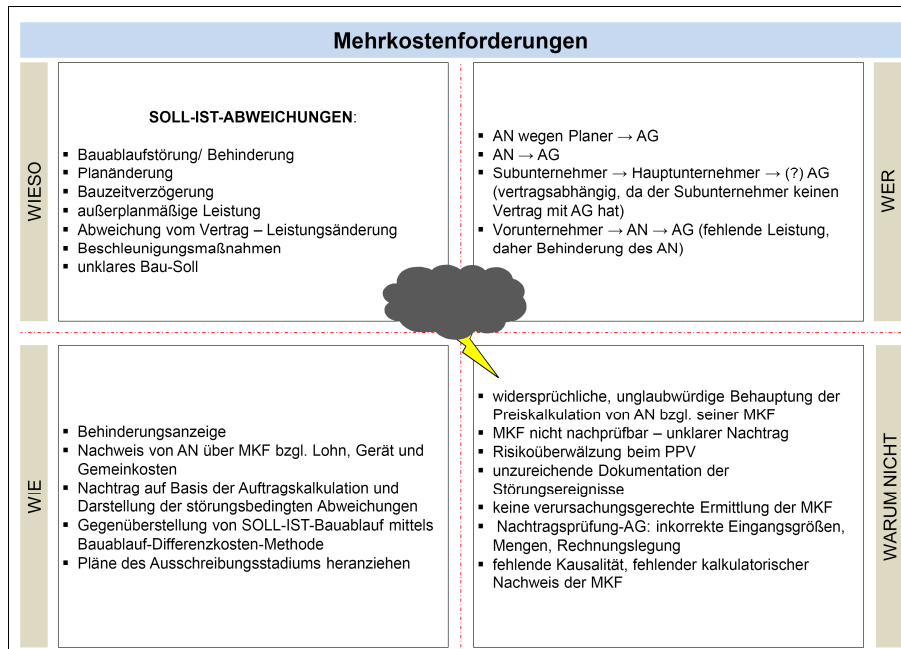 Mehrkostenforderungen
WIESO
SOLL-IST-ABWEICHUNGEN:
▪ Bauablaufstörung/ Behinderung
▪ Planänderung
▪ Bauzeitverzögerung
▪ außerplanmäßige Leistung
▪ Abweichung vom Vertrag – Leistungsänderung
▪ Beschleunigungsmaßnahmen
▪ unklares Bau-Soll
WER
▪ AN wegen Planer → AG
▪ AN → AG
▪ Subunternehmer → Hauptunternehmer → (?) AG
(vertragsabhängig, da der Subunternehmer keinen
Vertrag mit AG hat)
▪ Vorunternehmer → AN → AG (fehlende Leistung,
daher Behinderung des AN)
WIE
▪ Behinderungsanzeige
▪ Nachweis von AN über MKF bzgl. Lohn, Gerät und
Gemeinkosten
▪ Nachtrag auf Basis der Auftragskalkulation und
Darstellung der störungsbedingten Abweichungen
▪ Gegenüberstellung von SOLL-IST-Bauablauf mittels
Bauablauf-Differenzkosten-Methode
▪ Pläne des Ausschreibungsstadiums heranziehen
WARUM NICHT
▪ widersprüchliche, unglaubwürdige Behauptung der
Preiskalkulation von AN bzgl. seiner MKF
▪ MKF nicht nachprüfbar – unklarer Nachtrag
▪ Risikoüberwälzung beim PPV
▪ unzureichende Dokumentation der
Störungsereignisse
▪ keine verursachungsgerechte Ermittlung der MKF
▪ Nachtragsprüfung-AG: inkorrekte Eingangsgrößen,
Mengen, Rechnungslegung
▪ fehlende Kausalität, fehlender kalkulatorischer
Nachweis der MKF